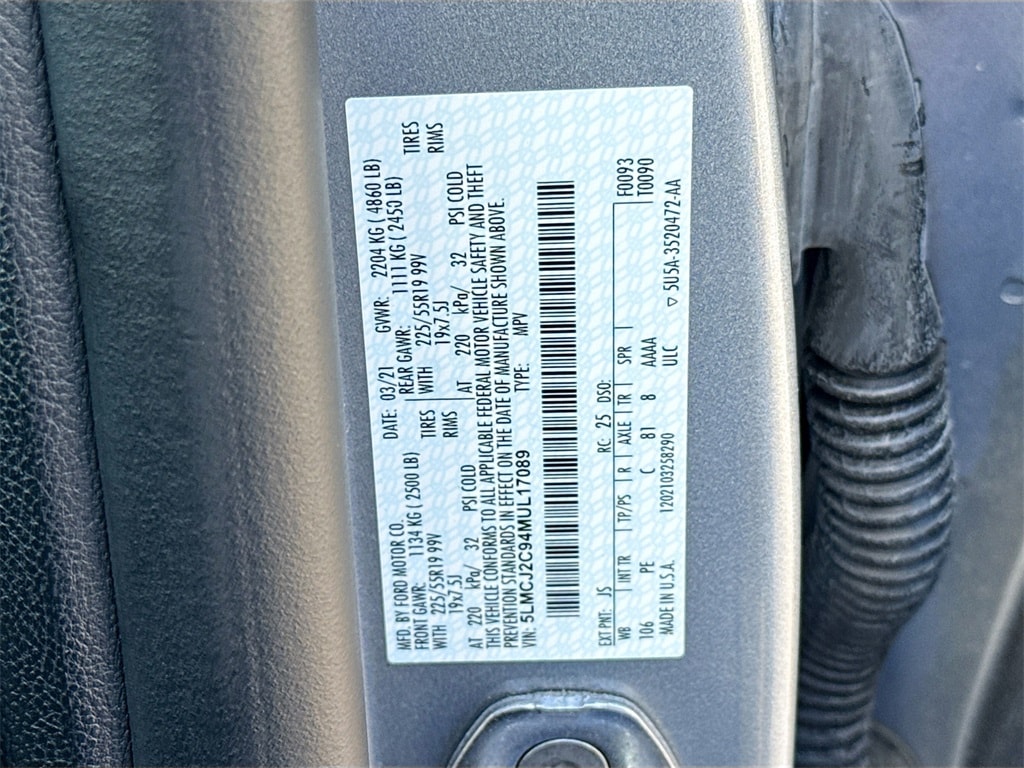 MFD. BY FORD MOTOR CO.
DATE: 03/21 GVWR: 2204 KG ( 4860 LB)
FRONT GAWR: 1134 KG ( 2500 LB) REAR GAWR: 1111 KG ( 2450 LB)
WITH 225/55R19 99V TIRES WITH 225/55R19 99V TIRES
19x7.5J RIMS 19x7.5J RIMS
AT 220 kPa/ 32 PSI COLD AT 220 kPa/ 32 PSI COLD
THIS VEHICLE CONFORMS TO ALL APPLICABLE FEDERAL MOTOR VEHICLE SAFETY AND THEFT
PREVENTION STANDARDS IN EFFECT ON THE DATE OF MANUFACTURE SHOWN ABOVE.
VIN: 5LMCJ2C94MUL17089 TYPE: MPV
EXT PNT: JS RC: 25 DSO: F0093
WB INT TR TP/PS R AXLE TR SPR T0090
106 PE C 81 8 AAAA
MADE IN U.S.A. 1202103258290 ULC ▽ 5U5A-3520472-AA